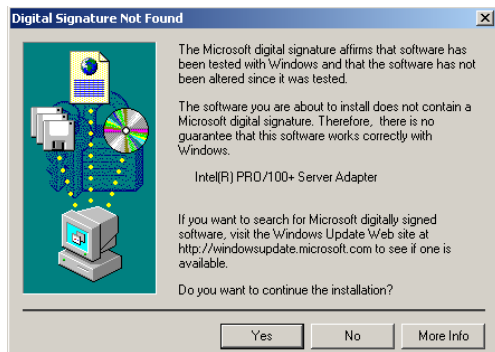 Digital Signature Not Found
The Microsoft digital signature affirms that software has
been tested with Windows and that the software has not
been altered since it was tested.
The software you are about to install does not contain a
Microsoft digital signature. Therefore, there is no
guarantee that this software works correctly with
Windows.
Intel(R) PRO/100+ Server Adapter
If you want to search for Microsoft digitally signed
software, visit the Windows Update Web site at
http://windowsupdate.microsoft.com to see if one is
available.
Do you want to continue the installation?
Yes No More Info